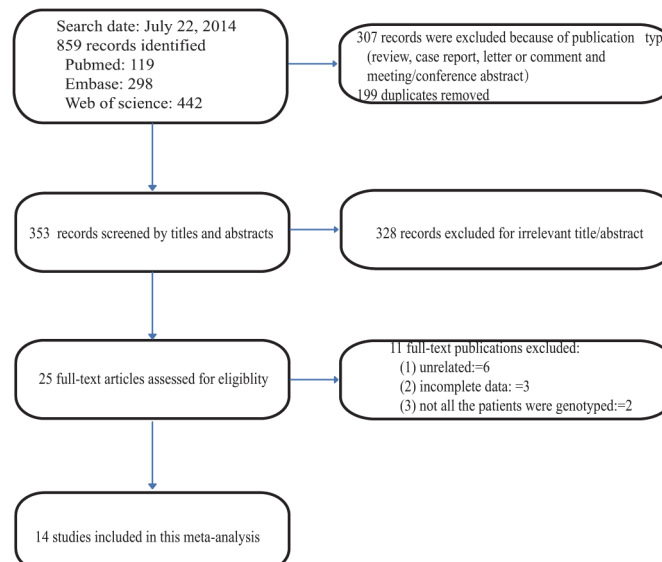 Search date: July 22, 2014
859 records identified
Pubmed: 119
Embase: 298
Web of science: 442
307 records were excluded because of publication typ
(review, case report, letter or comment and
meeting/conference abstract)
199 duplicates removed
353 records screened by titles and abstracts
328 records excluded for irrelevant title/abstract
25 full-text articles assessed for eligiblity
11 full-text publications excluded:
(1) unrelated:=6
(2) incomplete data: =3
(3) not all the patients were genotyped:=2
14 studies included in this meta-analysis